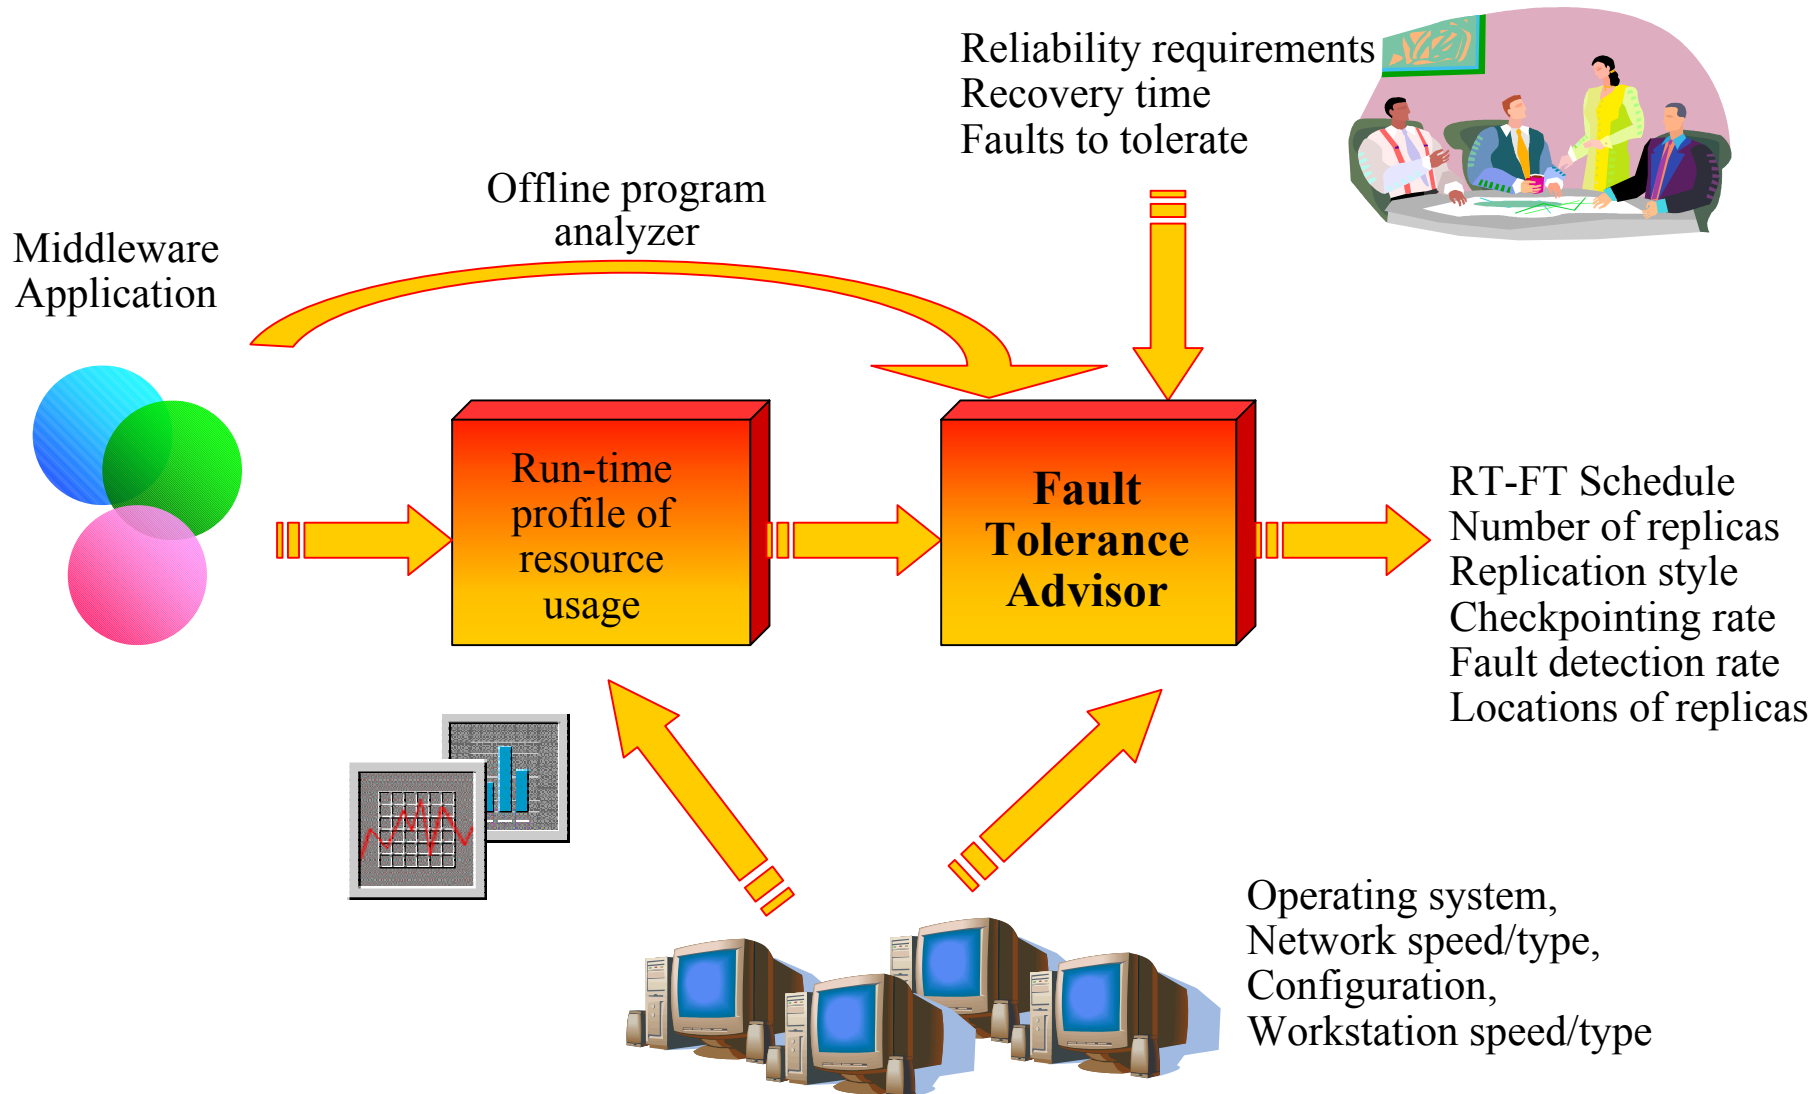 Reliability requirements
Recovery time
Faults to tolerate
Offline program
analyzer
Middleware
Application
Run-time
profile of
resource
usage
Fault
Tolerance
Advisor
RT-FT Schedule
Number of replicas
Replication style
Checkpointing rate
Fault detection rate
Locations of replicas
Operating system,
Network speed/type,
Configuration,
Workstation speed/type